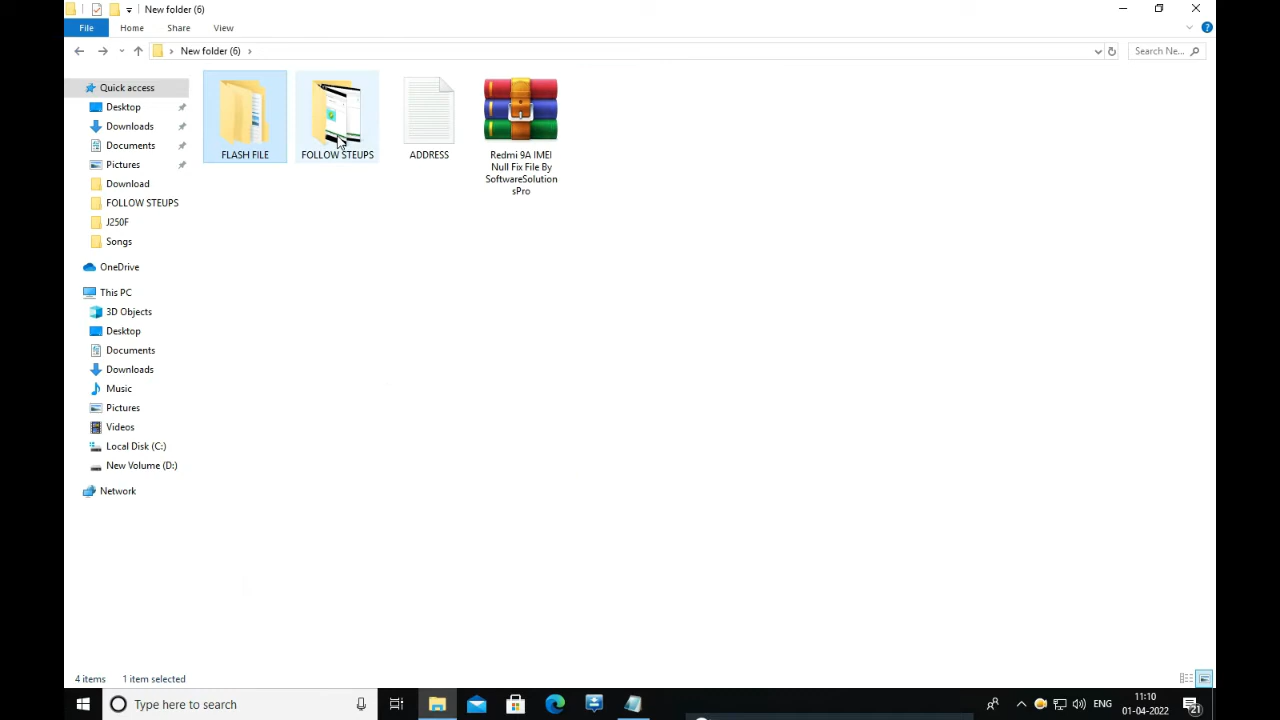 New folder (6)
File
Home
Share
View
New folder (6)
Search Ne...
Quick access
Desktop
Downloads
Documents
Pictures
Download
FOLLOW STEUPS
J250F
Songs
OneDrive
This PC
3D Objects
Desktop
Documents
Downloads
Music
Pictures
Videos
Local Disk (C:)
New Volume (D:)
Network
FLASH FILE
FOLLOW STEUPS
ADDRESS
Redmi 9A IMEI
Null Fix File By
SoftwareSolution
sPro
4 items
1 item selected
Type here to search
ENG
11:10
01-04-2022
21